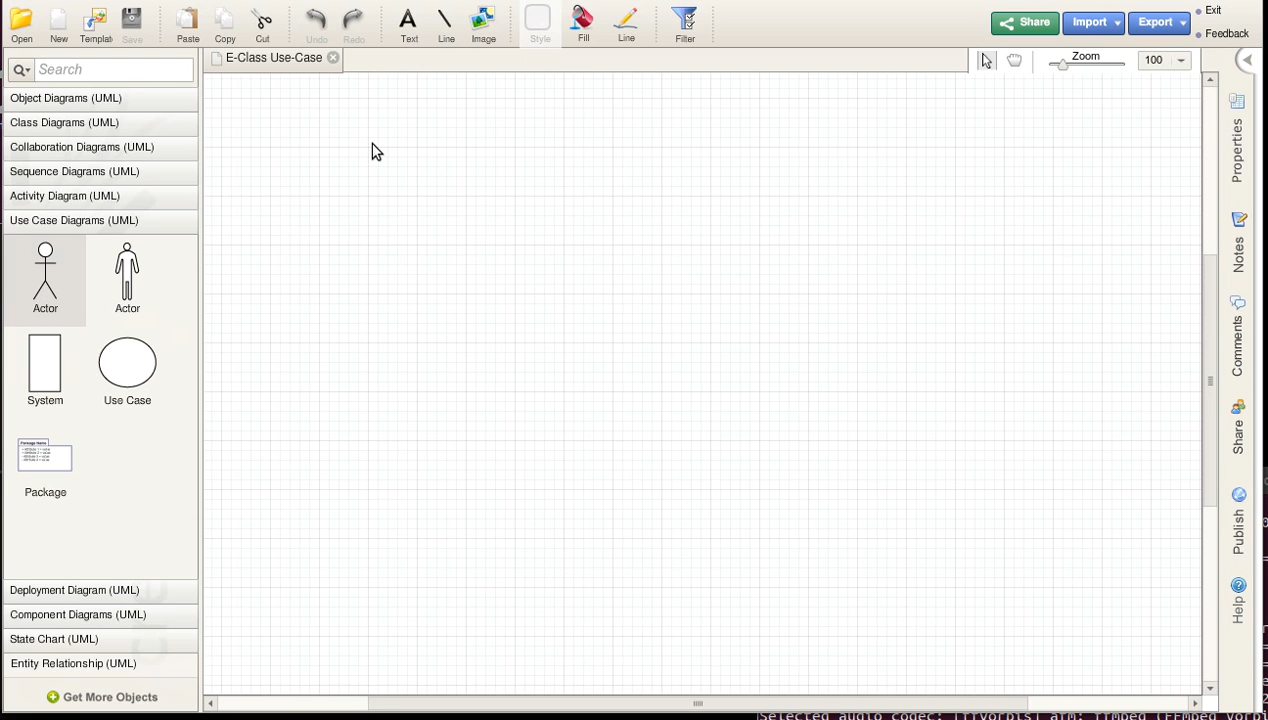 Open New Templat Save Paste Copy Cut Undo Redo Text Line Image Style Fill Line Filter
Share Import Export Exit
Feedback
Search
E-Class Use-Case
Zoom 100
Object Diagrams (UML)
Class Diagrams (UML)
Collaboration Diagrams (UML)
Sequence Diagrams (UML)
Activity Diagram (UML)
Use Case Diagrams (UML)
Actor Actor
System Use Case
Package Name
Package
Deployment Diagram (UML)
Component Diagrams (UML)
State Chart (UML)
Entity Relationship (UML)
Get More Objects
Properties
Notes
Comments
Share
Publish
Help